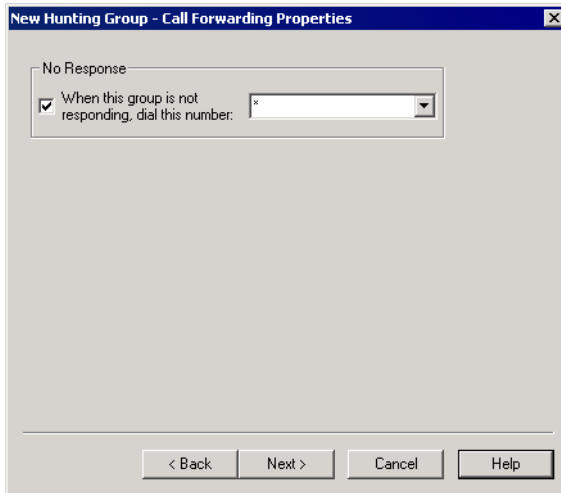 New Hunting Group - Call Forwarding Properties
No Response
When this group is not
responding, dial this number:
*
< Back
Next >
Cancel
Help